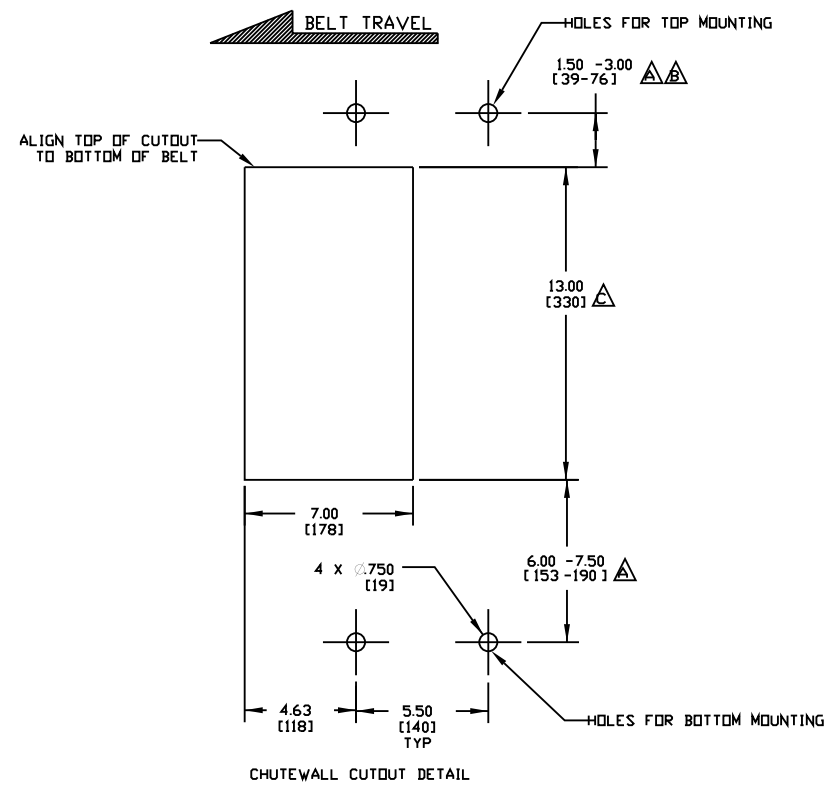 BELT TRAVEL
HOLES FOR TOP MOUNTING
1.50 -3.00
[39-76] A B
ALIGN TOP OF CUTOUT
TO BOTTOM OF BELT
13.00
[330] C
7.00
[178]
4 X Ø.750
[19]
6.00 -7.50
[153 -190] A
4.63
[118]
5.50
[140]
TYP
HOLES FOR BOTTOM MOUNTING
CHUTEWALL CUTOUT DETAIL